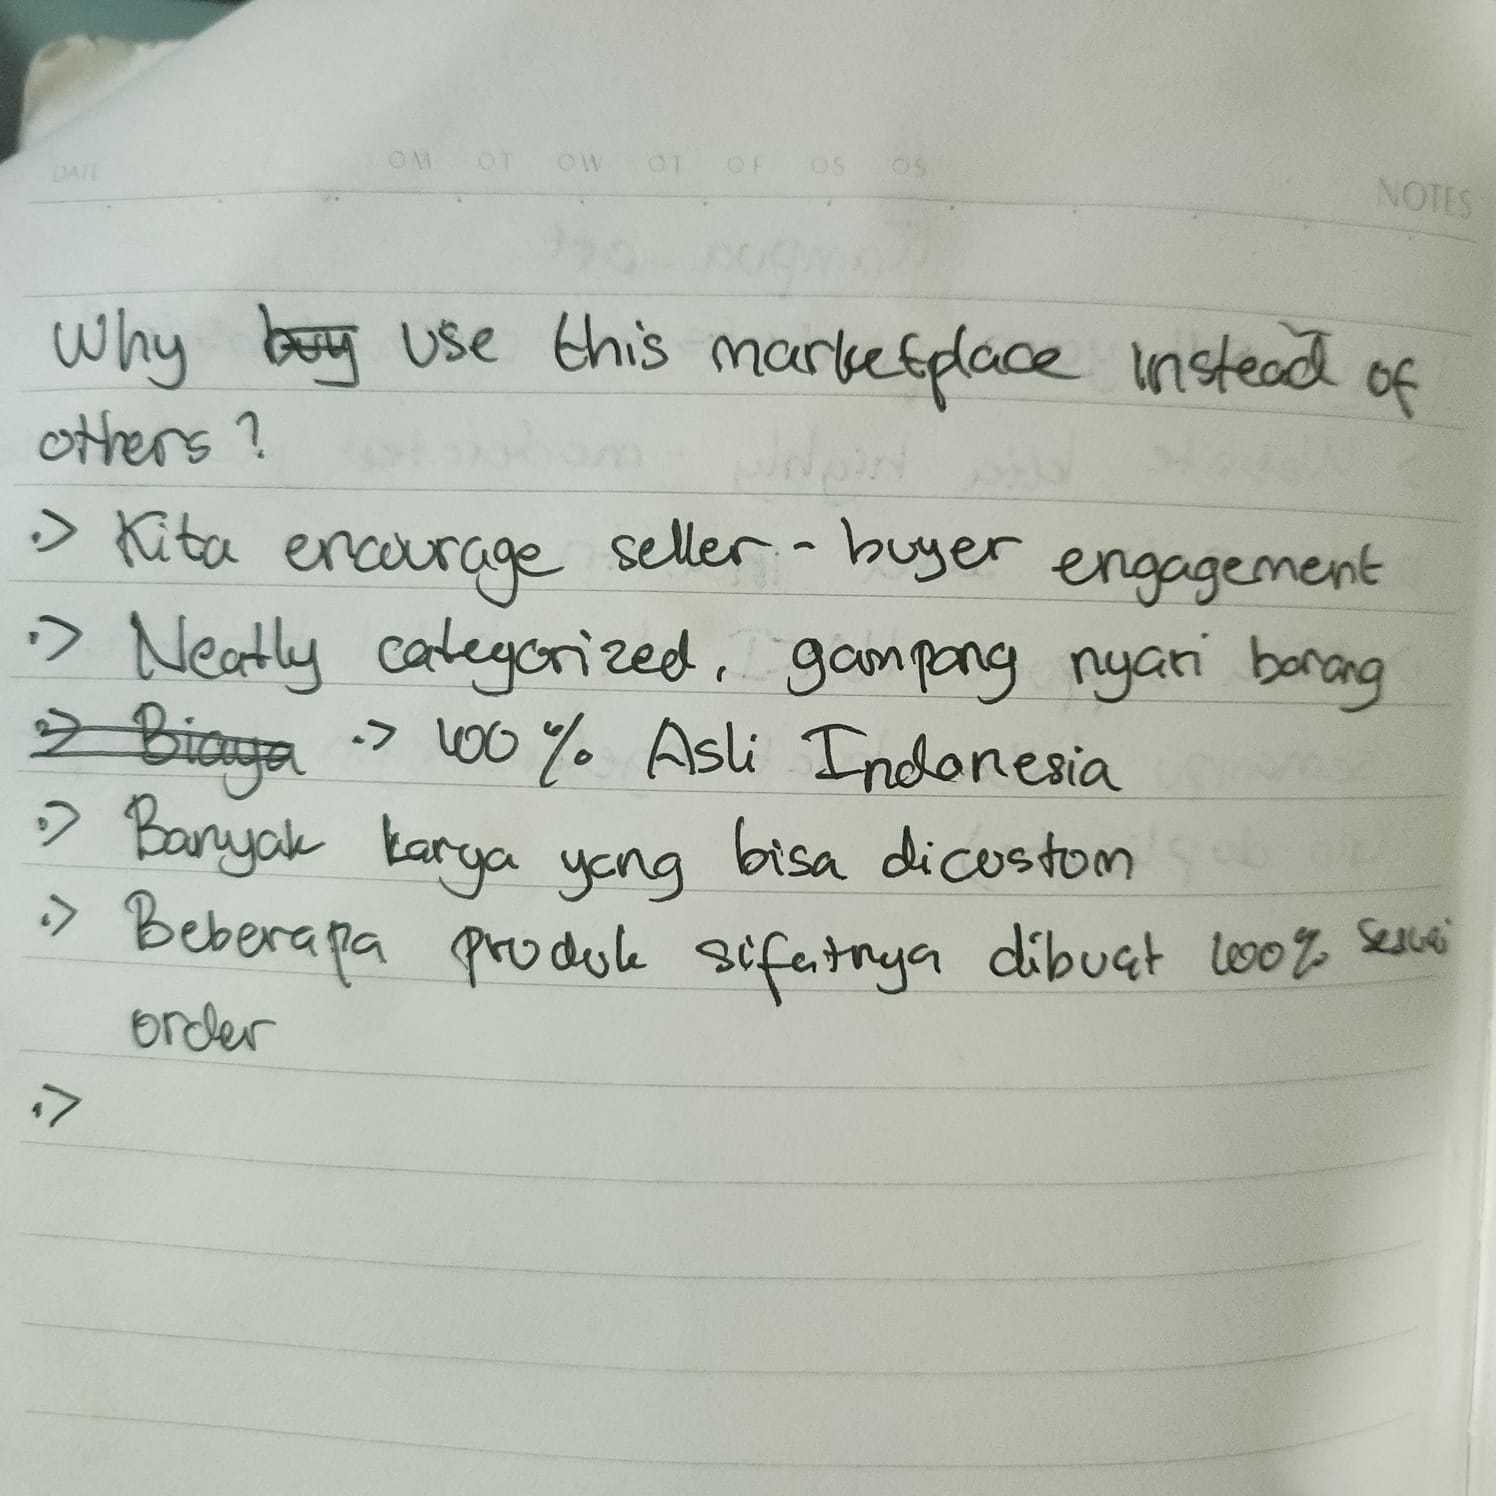 DATE OM OT OW OT OF OS OS NOTES
Why buy use this marketplace instead of
others?
.> Kita encourage seller - buyer engagement
.> Neatly categorized, gampang nyari barang
.> Biaya .> 100% Asli Indonesia
.> Banyak karya yang bisa dicustom
.> Beberapa produk sifatnya dibuat 100% sesuai
order
.>